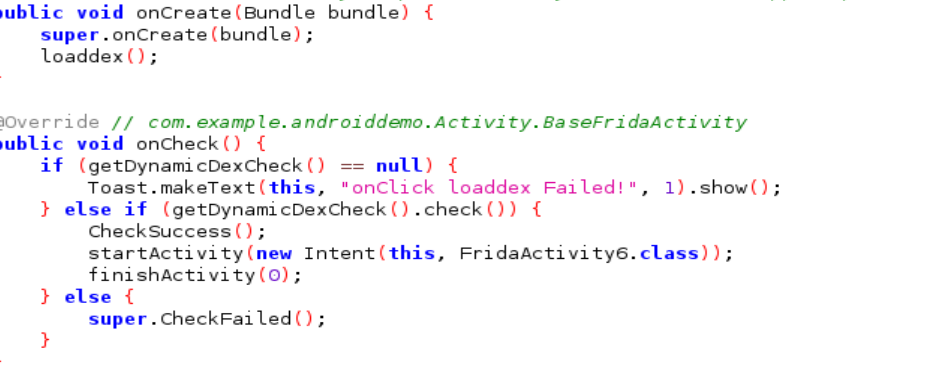 public void onCreate(Bundle bundle) {
super.onCreate(bundle);
loaddex();
@Override // com.example.androiddemo.Activity.BaseFridaActivity
public void onCheck() {
if (getDynamicDexCheck() == null) {
Toast.makeText(this, "onClick loaddex Failed!", 1).show();
} else if (getDynamicDexCheck().check()) {
CheckSuccess();
startActivity(new Intent(this, FridaActivity6.class));
finishActivity(0);
} else {
super.CheckFailed();
}